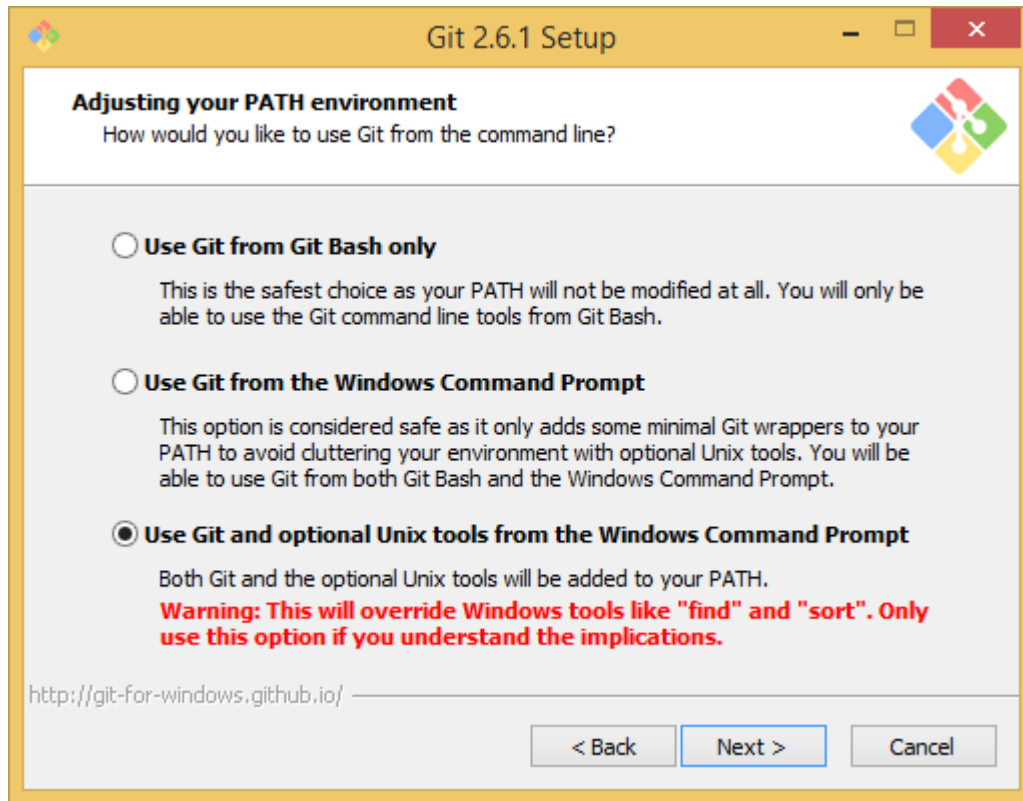 Git 2.6.1 Setup
Adjusting your PATH environment
How would you like to use Git from the command line?
Use Git from Git Bash only
This is the safest choice as your PATH will not be modified at all. You will only be
able to use the Git command line tools from Git Bash.
Use Git from the Windows Command Prompt
This option is considered safe as it only adds some minimal Git wrappers to your
PATH to avoid cluttering your environment with optional Unix tools. You will be
able to use Git from both Git Bash and the Windows Command Prompt.
Use Git and optional Unix tools from the Windows Command Prompt
Both Git and the optional Unix tools will be added to your PATH.
Warning: This will override Windows tools like "find" and "sort". Only
use this option if you understand the implications.
http://git-for-windows.github.io/
< Back Next > Cancel